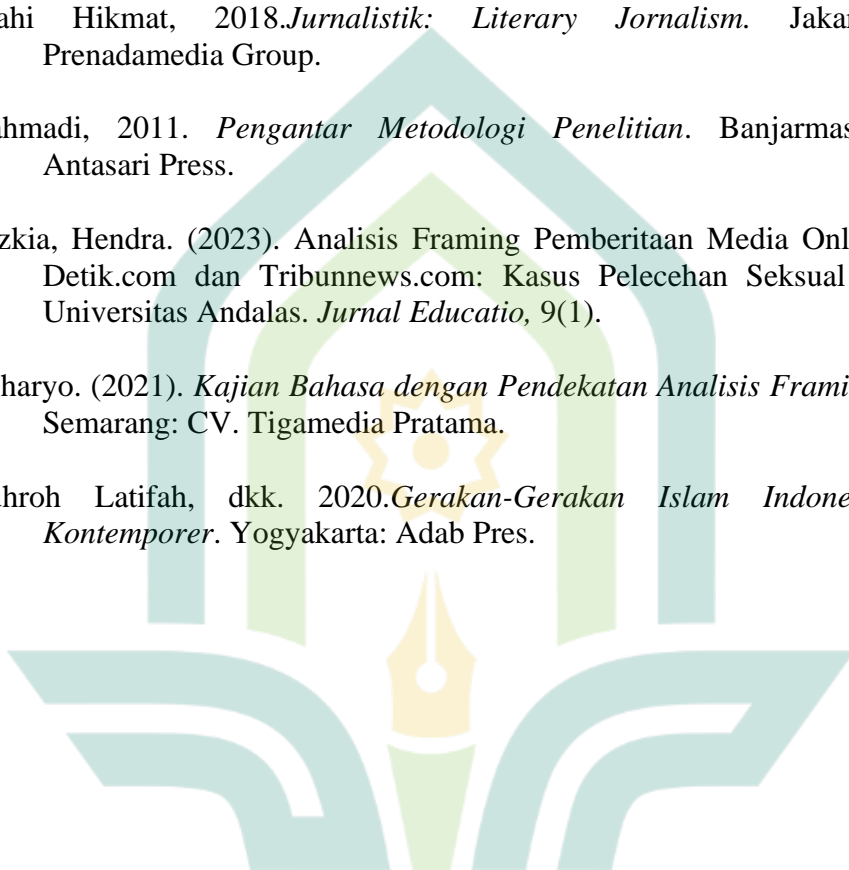 ahi Hikmat, 2018.Jurnalistik: Literary Jornalism. Jakar
Prenadamedia Group.
ahmadi, 2011. Pengantar Metodologi Penelitian. Banjarmas
Antasari Press.
zkia, Hendra. (2023). Analisis Framing Pemberitaan Media Onl
Detik.com dan Tribunnews.com: Kasus Pelecehan Seksual
Universitas Andalas. Jurnal Educatio, 9(1).
haryo. (2021). Kajian Bahasa dengan Pendekatan Analisis Frami
Semarang: CV. Tigamedia Pratama.
uhroh Latifah, dkk. 2020.Gerakan-Gerakan Islam Indone
Kontemporer. Yogyakarta: Adab Pres.